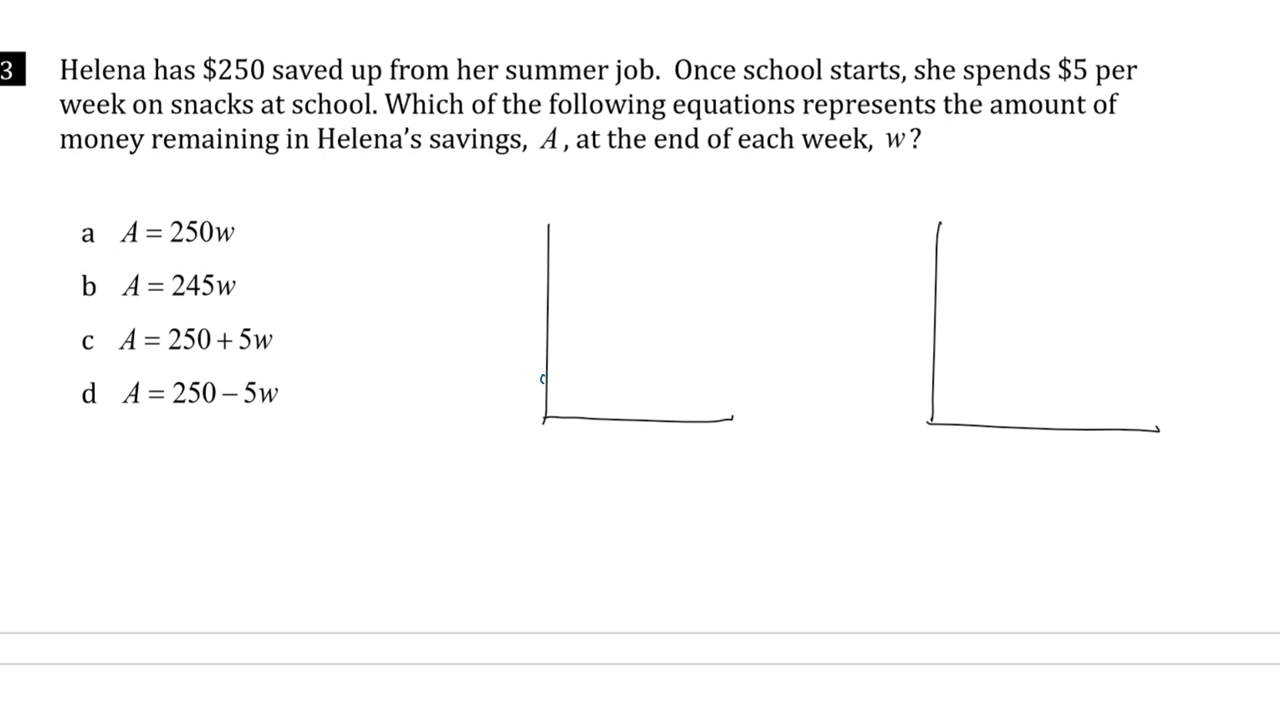 3 Helena has $250 saved up from her summer job. Once school starts, she spends $5 per
week on snacks at school. Which of the following equations represents the amount of
money remaining in Helena's savings, A, at the end of each week, w?
a A = 250w
b A = 245w
c A = 250 + 5w
d A = 250 – 5w